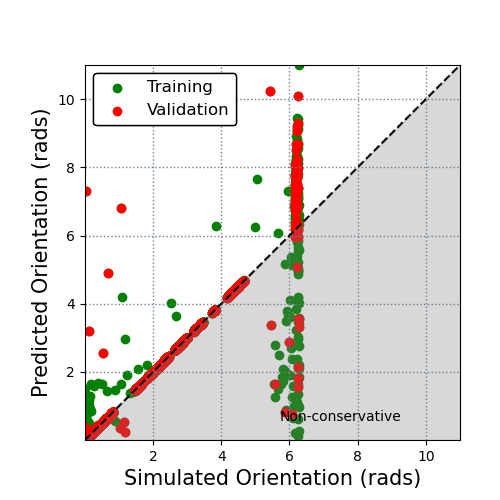 Training
Validation
10
8
6
4
2
Predicted Orientation (rads)
Non-conservative
2
4
6
8
10
Simulated Orientation (rads)